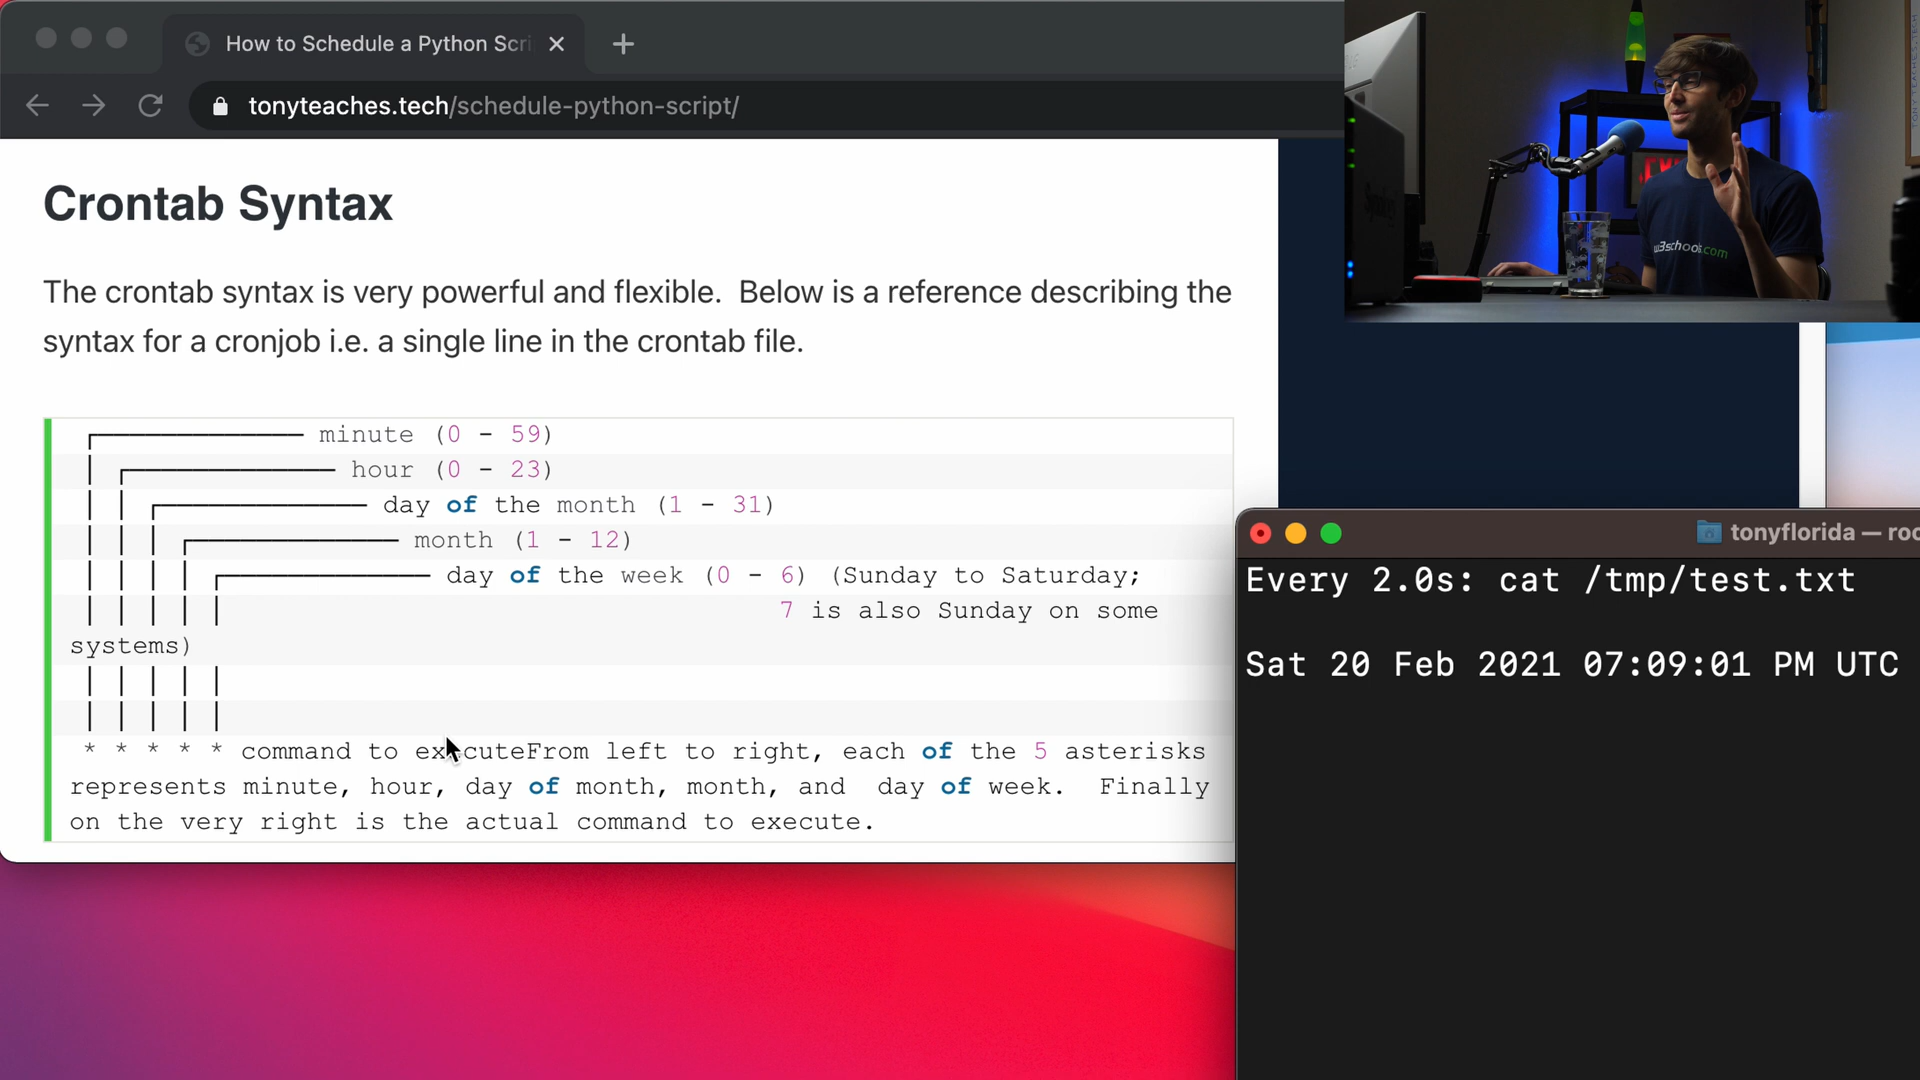 How to Schedule a Python Scri
tonyteaches.tech/schedule-python-script/
Crontab Syntax
The crontab syntax is very powerful and flexible. Below is a reference describing the
syntax for a cronjob i.e. a single line in the crontab file.
minute (0 - 59)
hour (0 - 23)
day of the month (1 - 31)
month (1 - 12)
day of the week (0 - 6) (Sunday to Saturday;
7 is also Sunday on some
systems)
* * * * * command to executeFrom left to right, each of the 5 asterisks
represents minute, hour, day of month, month, and day of week. Finally
on the very right is the actual command to execute.
w3schools.com
tonyflorida — roo
Every 2.0s: cat /tmp/test.txt
Sat 20 Feb 2021 07:09:01 PM UTC